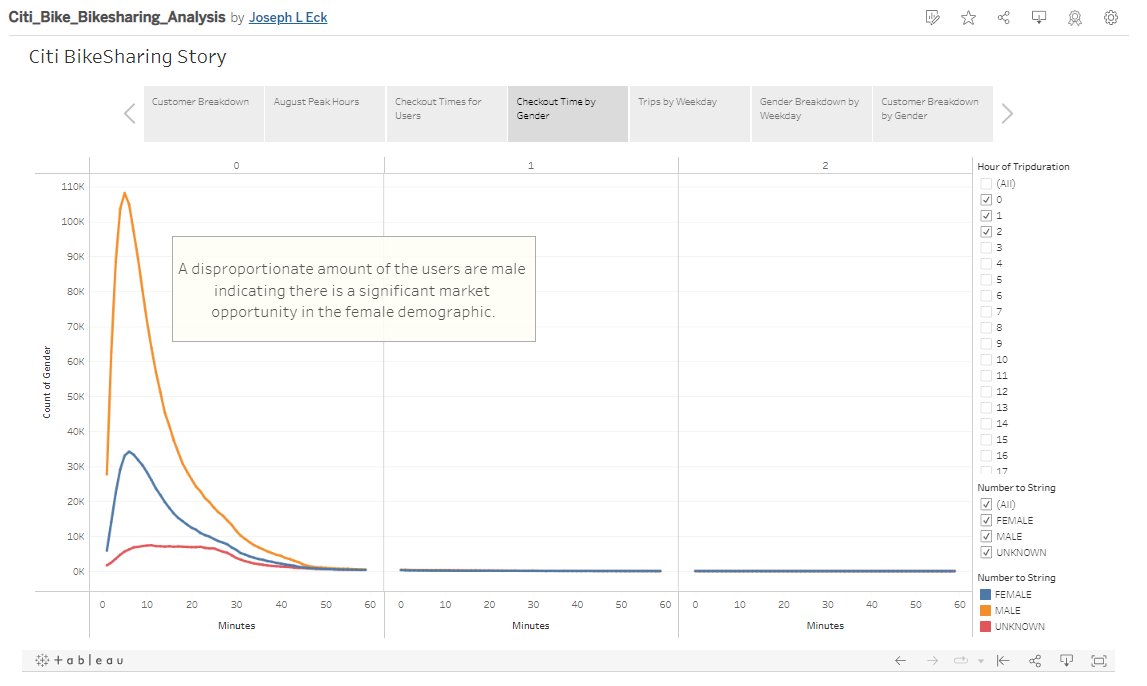 Citi_Bike_Bikesharing_Analysis by Joseph L Eck
Citi BikeSharing Story
Customer Breakdown
August Peak Hours
Checkout Times for
Users
Checkout Time by
Gender
Trips by Weekday
Gender Breakdown by
Weekday
Customer Breakdown
by Gender
0 1 2
110K
100K
90K
80K
70K
60K
50K
40K
30K
20K
10K
0K
Count of Gender
A disproportionate amount of the users are male
indicating there is a significant market
opportunity in the female demographic.
0 10 20 30 40 50 60 0 10 20 30 40 50 60 0 10 20 30 40 50 60
Minutes Minutes Minutes
Hour of Tripduration
(All)
0
1
2
3
4
5
6
7
8
9
10
11
12
13
14
15
16
17
Number to String
(All)
FEMALE
MALE
UNKNOWN
Number to String
FEMALE
MALE
UNKNOWN
+ableau